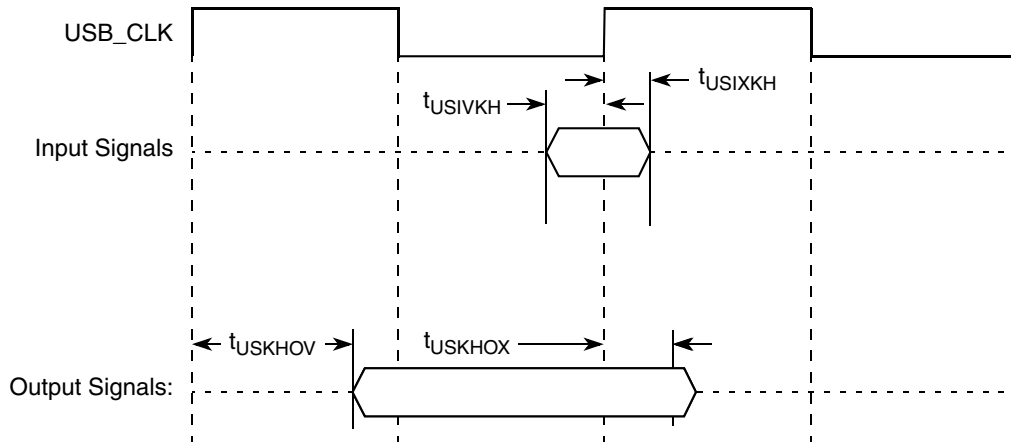 USB_CLK
tUSIXKH
tUSIVKH
Input Signals
tUSKHOV
tUSKHOX
Output Signals: